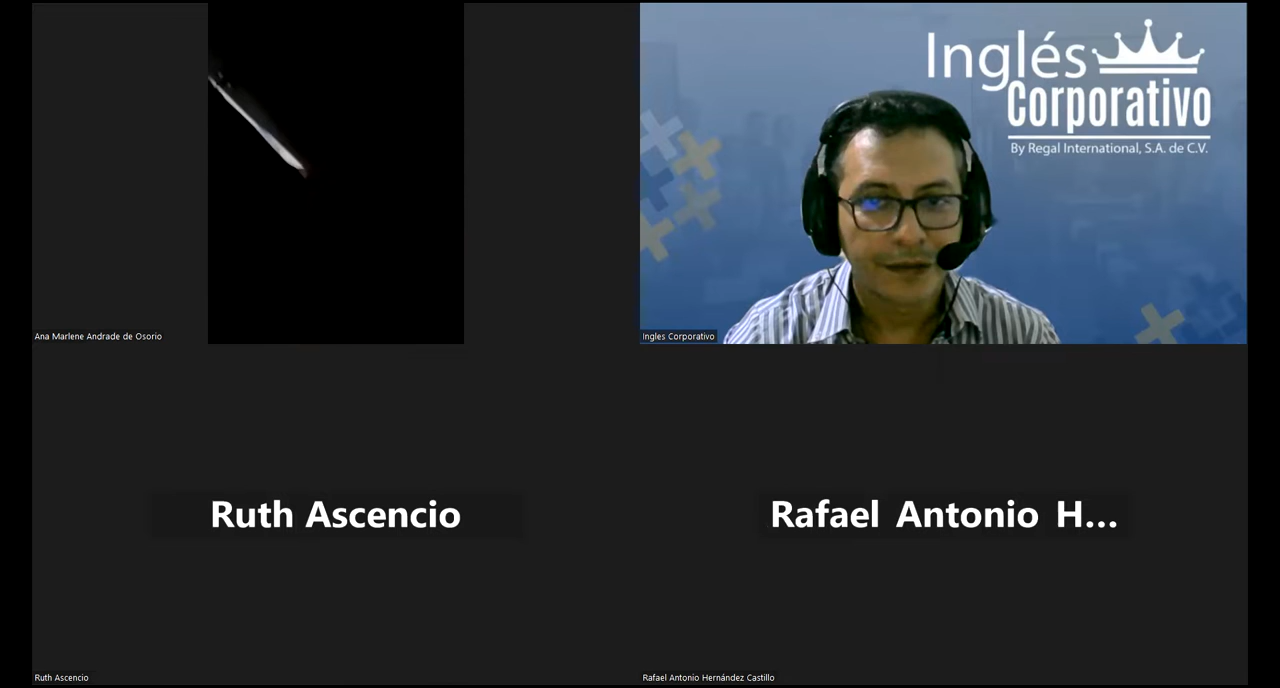 Inglés
Corporativo
By Regal International, S.A. de C.V.
Ana Marlene Andrade de Osorio
Ingles Corporativo
Ruth Ascencio
Rafael Antonio H...
Ruth Ascencio
Rafael Antonio Hernández Castillo